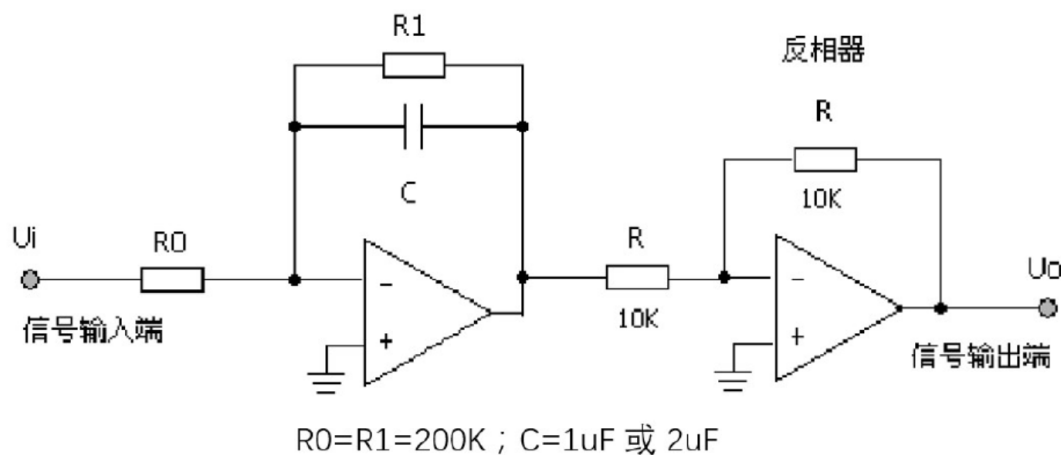 R1
反相器
R
C
10K
Ui
R0
R
Uo
10K
信号输入端
信号输出端
R0=R1=200K；C=1uF 或 2uF